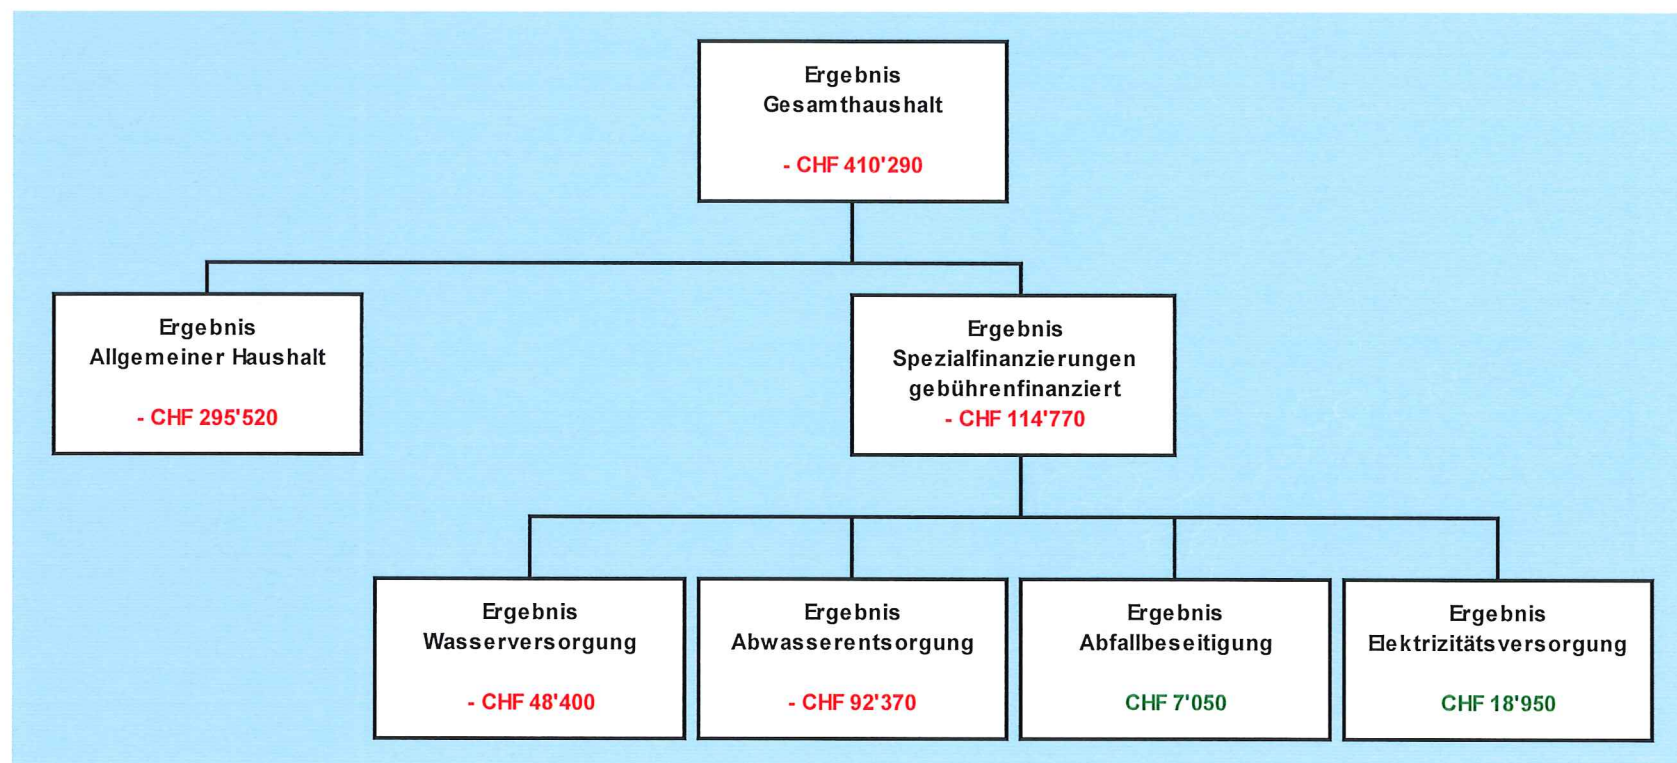 Ergebnis
Gesamthaushalt
- CHF 410'290
Ergebnis
Allgemeiner Haushalt
- CHF 295'520
Ergebnis
Spezialfinanzierungen
gebührenfinanziert
- CHF 114'770
Ergebnis
Wasserversorgung
- CHF 48'400
Ergebnis
Abwasserentsorgung
- CHF 92'370
Ergebnis
Abfallbeseitigung
CHF 7'050
Ergebnis
Elektrizitätsversorgung
CHF 18'950